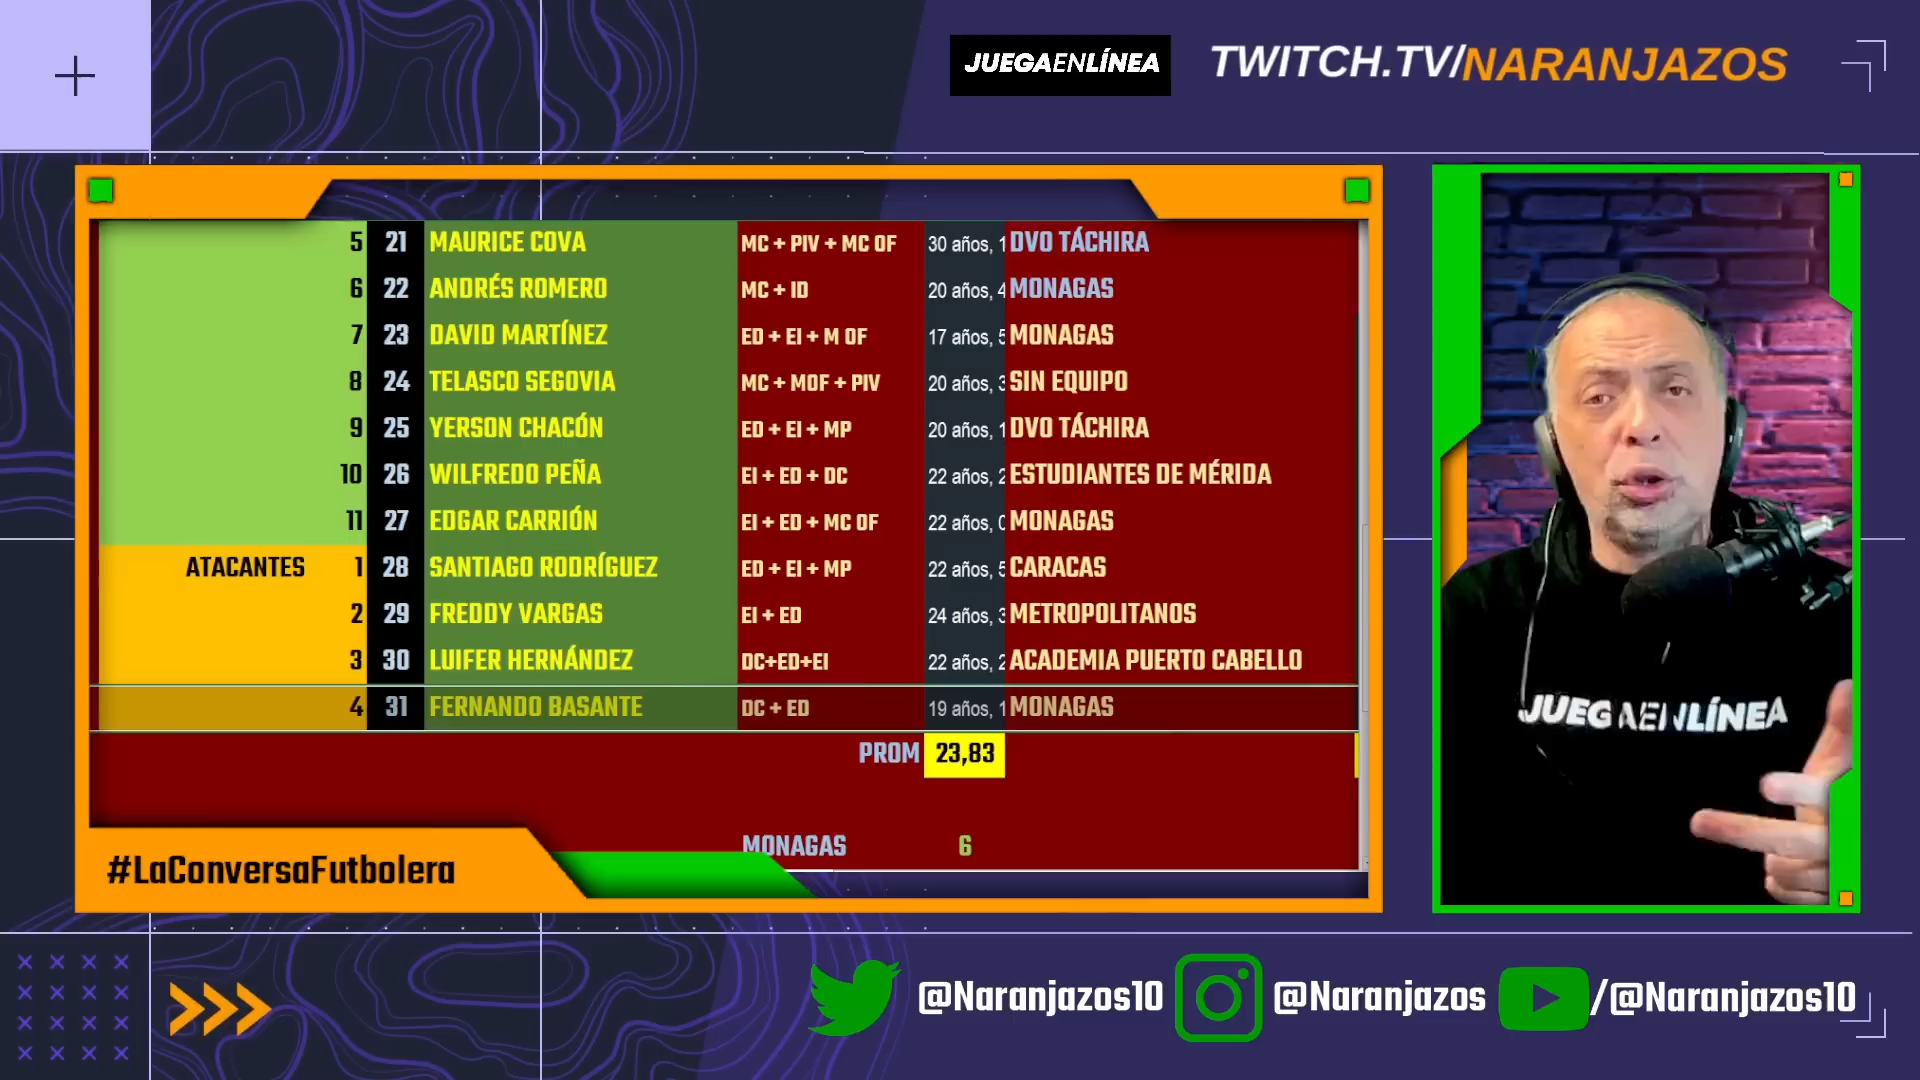 JUEGAENLÍNEA
TWITCH.TV/NARANJAZOS
5 21 MAURICE COVA MC + PIV + MC OF 30 años, 1 DVO TÁCHIRA
6 22 ANDRÉS ROMERO MC + ID 20 años, 4 MONAGAS
7 23 DAVID MARTÍNEZ ED + EI + M OF 17 años, 5 MONAGAS
8 24 TELASCO SEGOVIA MC + MOF + PIV 20 años, 3 SIN EQUIPO
9 25 YERSON CHACÓN ED + EI + MP 20 años, 1 DVO TÁCHIRA
10 26 WILFREDO PEÑA EI + ED + DC 22 años, 2 ESTUDIANTES DE MÉRIDA
11 27 EDGAR CARRIÓN EI + ED + MC OF 22 años, 0 MONAGAS
ATACANTES 1 28 SANTIAGO RODRÍGUEZ ED + EI + MP 22 años, 5 CARACAS
2 29 FREDDY VARGAS EI + ED 24 años, 3 METROPOLITANOS
3 30 LUIFER HERNÁNDEZ DC+ED+EI 22 años, 2 ACADEMIA PUERTO CABELLO
4 31 FERNANDO BASANTE DC + ED 19 años, 1 MONAGAS
PROM 23,83
MONAGAS 6
JUEGAENLÍNEA
#LaConversaFutbolera
@Naranjazos10 @Naranjazos /@Naranjazos10